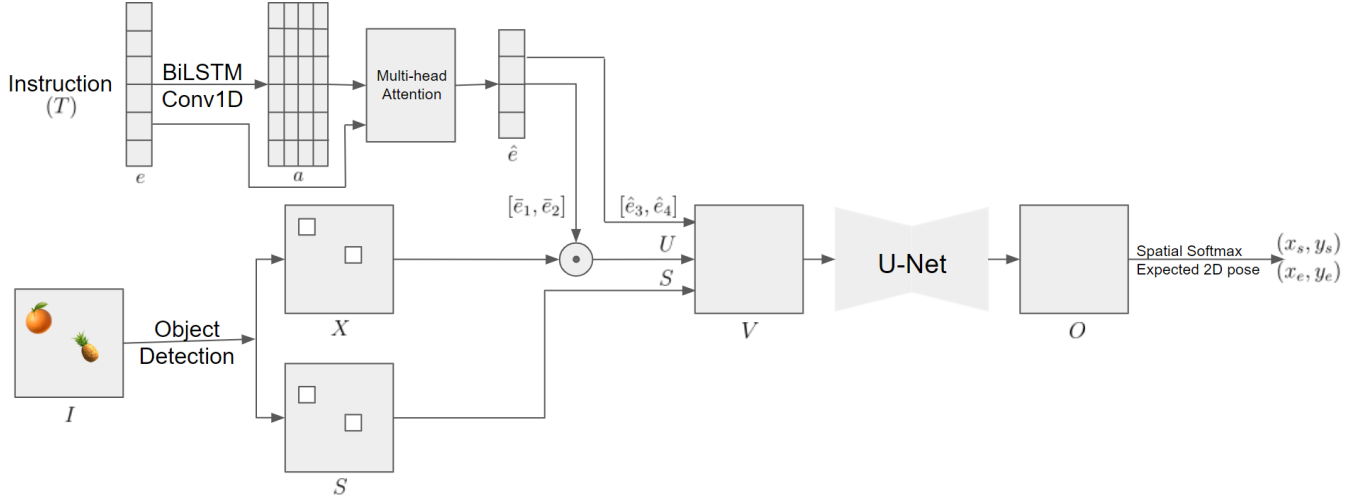 Instruction
(T)
BiLSTM
Conv1D
e
a
Multi-head
Attention
ê
[ē₁, ē₂]
[ê₃, ê₄]
U
S
X
V
U-Net
O
Spatial Softmax
Expected 2D pose
(xₛ, yₛ)
(xₑ, yₑ)
I
Object
Detection
S